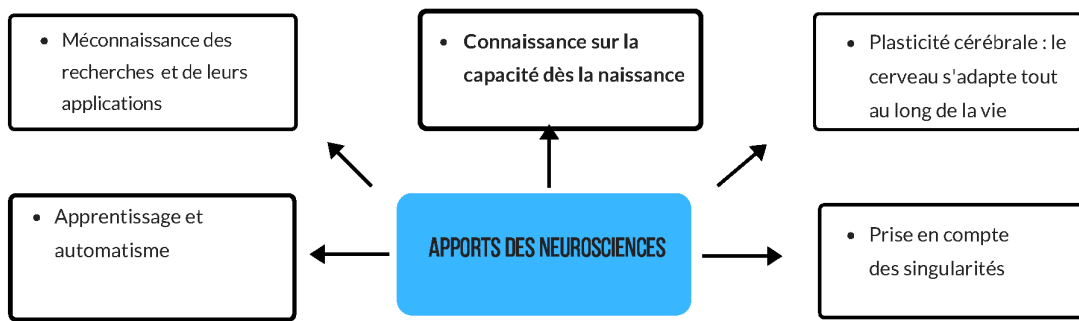 • Méconnaissance des
recherches et de leurs
applications
• Connaissance sur la
capacité dès la naissance
• Plasticité cérébrale : le
cerveau s'adapte tout
au long de la vie
• Apprentissage et
automatisme
APPORTS DES NEUROSCIENCES
• Prise en compte
des singularités